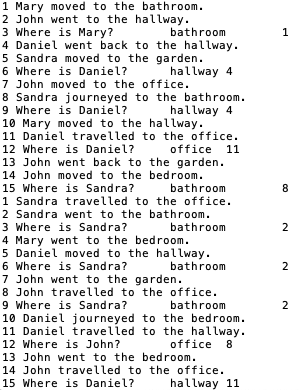 1 Mary moved to the bathroom.
2 John went to the hallway.
3 Where is Mary? bathroom 1
4 Daniel went back to the hallway.
5 Sandra moved to the garden.
6 Where is Daniel? hallway 4
7 John moved to the office.
8 Sandra journeyed to the bathroom.
9 Where is Daniel? hallway 4
10 Mary moved to the hallway.
11 Daniel travelled to the office.
12 Where is Daniel? office 11
13 John went back to the garden.
14 John moved to the bedroom.
15 Where is Sandra? bathroom 8
1 Sandra travelled to the office.
2 Sandra went to the bathroom.
3 Where is Sandra? bathroom 2
4 Mary went to the bedroom.
5 Daniel moved to the hallway.
6 Where is Sandra? bathroom 2
7 John went to the garden.
8 John travelled to the office.
9 Where is Sandra? bathroom 2
10 Daniel journeyed to the bedroom.
11 Daniel travelled to the hallway.
12 Where is John? office 8
13 John went to the bedroom.
14 John travelled to the office.
15 Where is Daniel? hallway 11